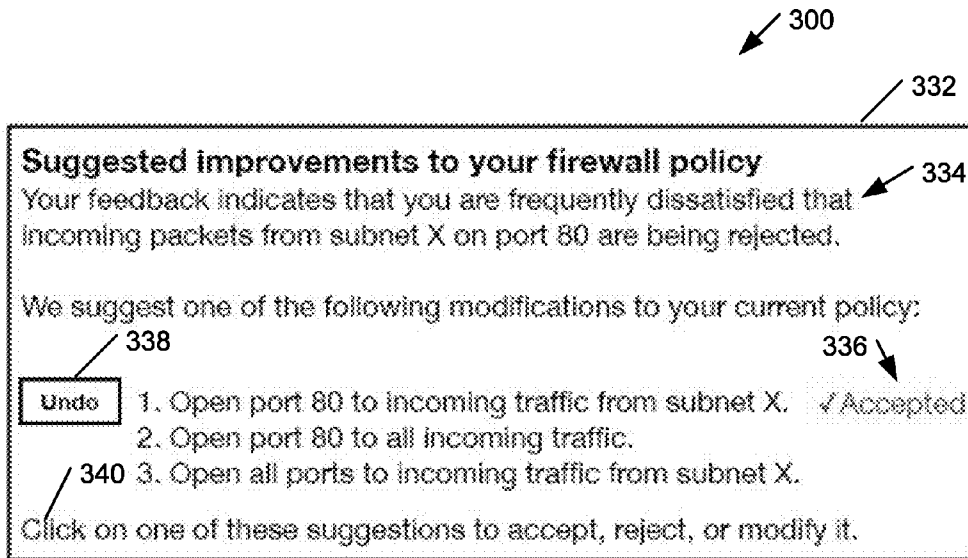 300
332
Suggested improvements to your firewall policy
Your feedback indicates that you are frequently dissatisfied that
334
incoming packets from subnet X on port 80 are being rejected.
We suggest one of the following modifications to your current policy:
338
336
Undo 1. Open port 80 to incoming traffic from subnet X. ✓Accepted
2. Open port 80 to all incoming traffic.
340 3. Open all ports to incoming traffic from subnet X.
Click on one of these suggestions to accept, reject, or modify it.